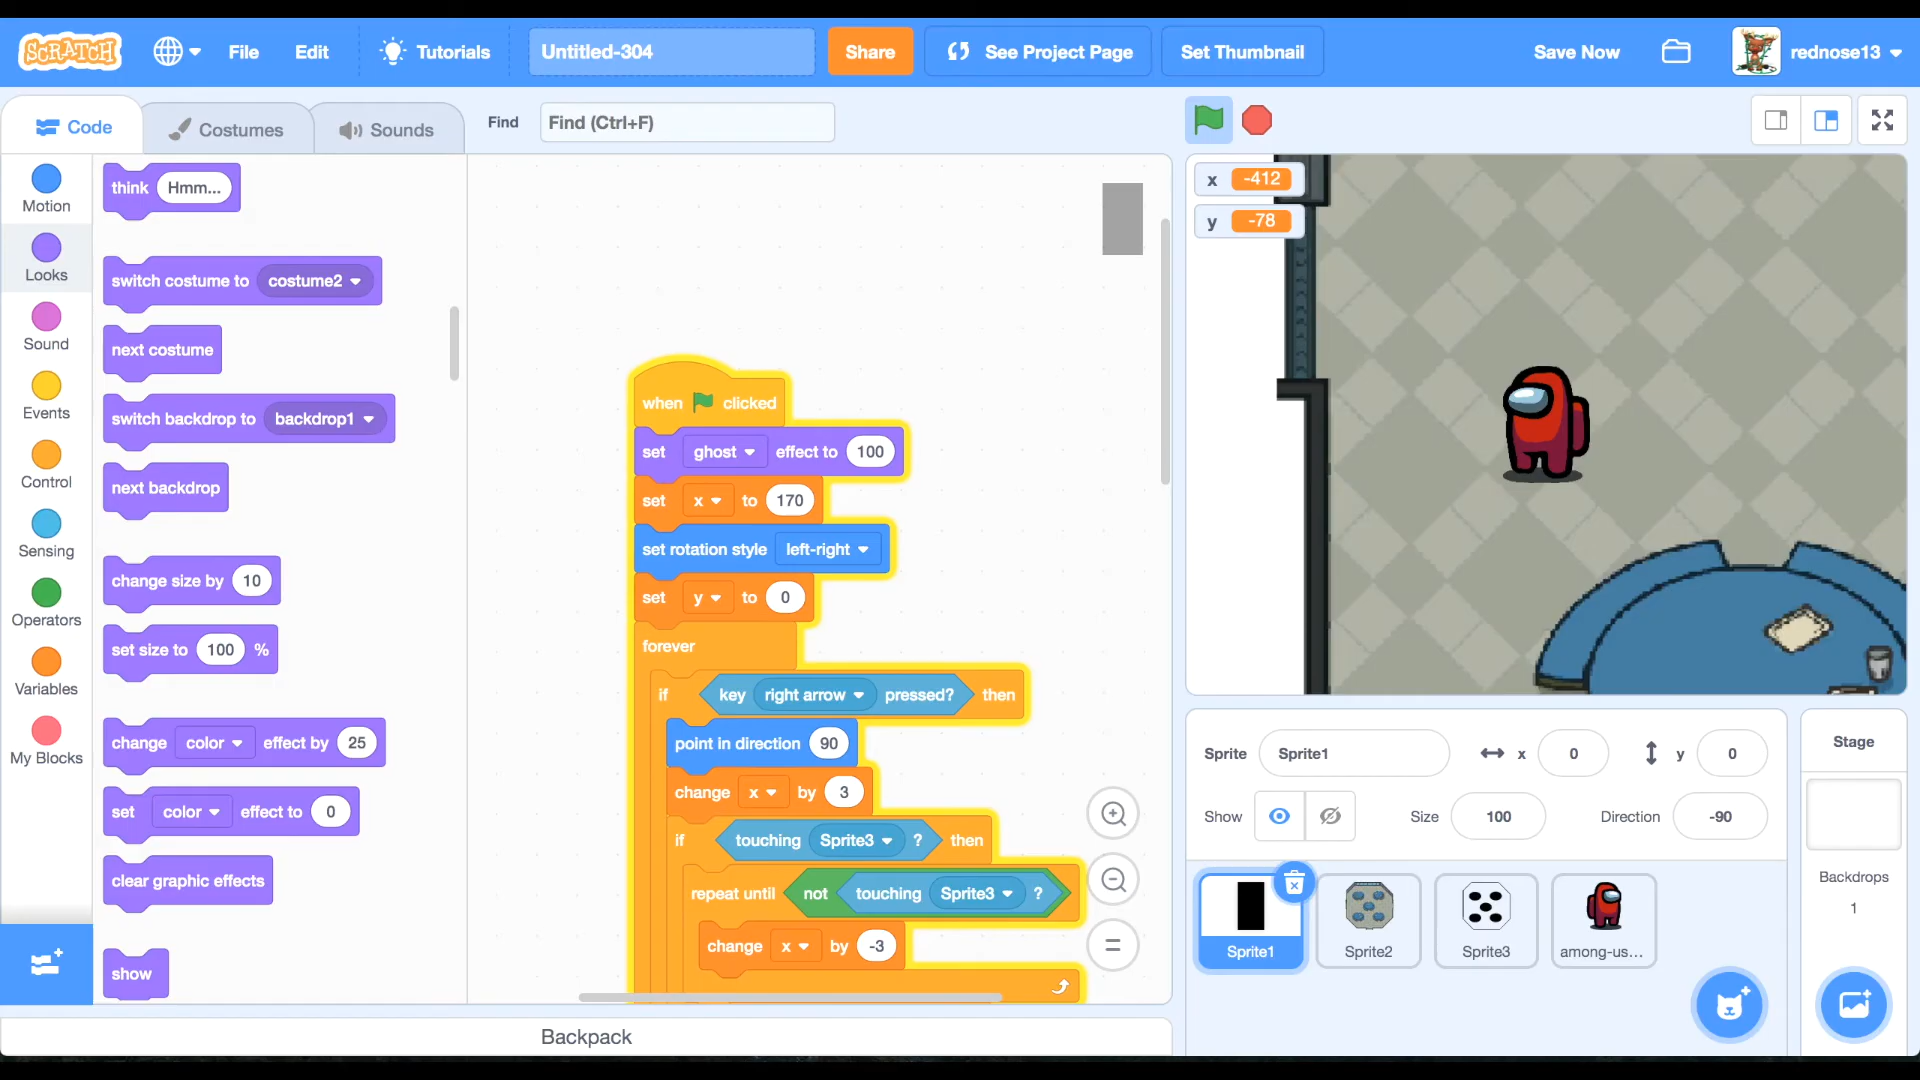 SCRATCH File Edit Tutorials Untitled-304 Share See Project Page Set Thumbnail Save Now rednose13
Code Costumes Sounds Find Find (Ctrl+F)
Motion
Looks
Sound
Events
Control
Sensing
Operators
Variables
My Blocks
think Hmm...
switch costume to costume2
next costume
switch backdrop to backdrop1
next backdrop
change size by 10
set size to 100 %
change color effect by 25
set color effect to 0
clear graphic effects
show
when clicked
set ghost effect to 100
set x to 170
set rotation style left-right
set y to 0
forever
if key right arrow pressed? then
point in direction 90
change x by 3
if touching Sprite3 ? then
repeat until not touching Sprite3 ?
change x by -3
Backpack
x -412
y -78
Sprite Sprite1 x 0 y 0
Show Size 100 Direction -90
Sprite1 Sprite2 Sprite3 among-us...
Stage
Backdrops
1